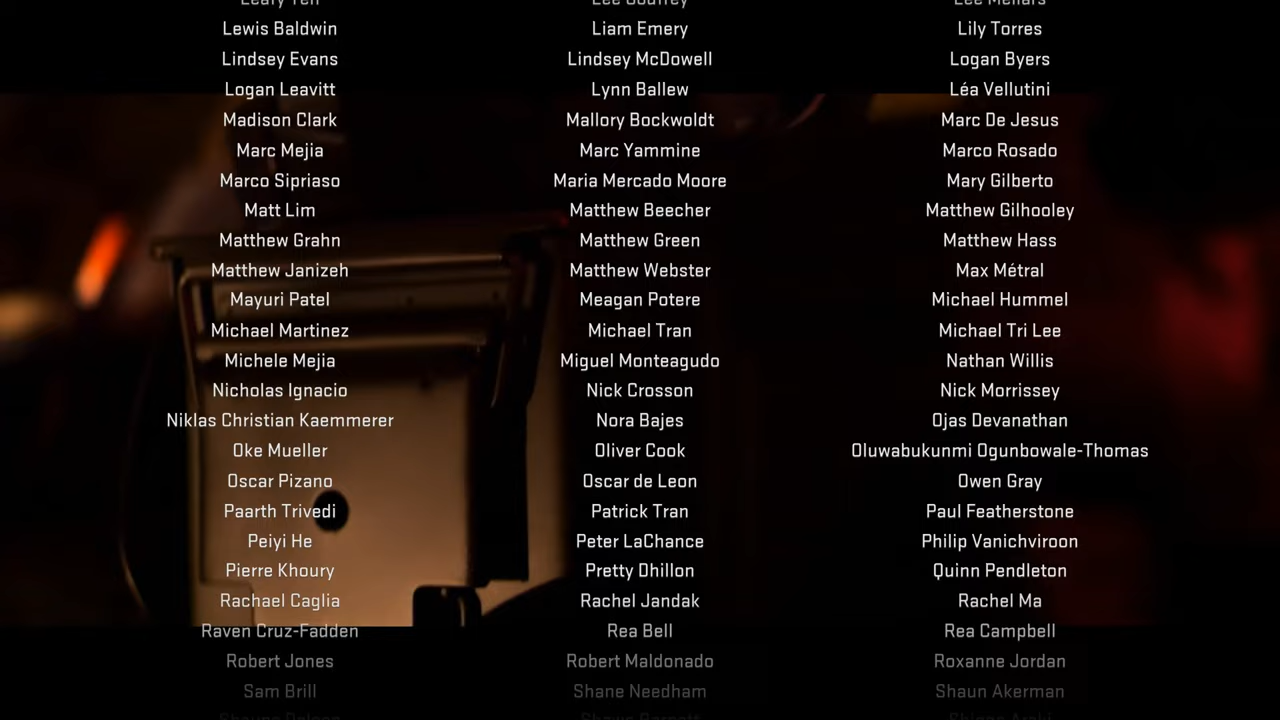 Lewis Baldwin Liam Emery Lily Torres
Lindsey Evans Lindsey McDowell Logan Byers
Logan Leavitt Lynn Ballew Léa Vellutini
Madison Clark Mallory Bockwoldt Marc De Jesus
Marc Mejia Marc Yammine Marco Rosado
Marco Sipriaso Maria Mercado Moore Mary Gilberto
Matt Lim Matthew Beecher Matthew Gilhooley
Matthew Grahn Matthew Green Matthew Hass
Matthew Janizeh Matthew Webster Max Métral
Mayuri Patel Meagan Potere Michael Hummel
Michael Martinez Michael Tran Michael Tri Lee
Michele Mejia Miguel Monteagudo Nathan Willis
Nicholas Ignacio Nick Crosson Nick Morrissey
Niklas Christian Kaemmerer Nora Bajes Ojas Devanathan
Oke Mueller Oliver Cook Oluwabukunmi Ogunbowale-Thomas
Oscar Pizano Oscar de Leon Owen Gray
Paarth Trivedi Patrick Tran Paul Featherstone
Peiyi He Peter LaChance Philip Vanichviroon
Pierre Khoury Pretty Dhillon Quinn Pendleton
Rachael Caglia Rachel Jandak Rachel Ma
Raven Cruz-Fadden Rea Bell Rea Campbell
Robert Jones Robert Maldonado Roxanne Jordan
Sam Brill Shane Needham Shaun Akerman